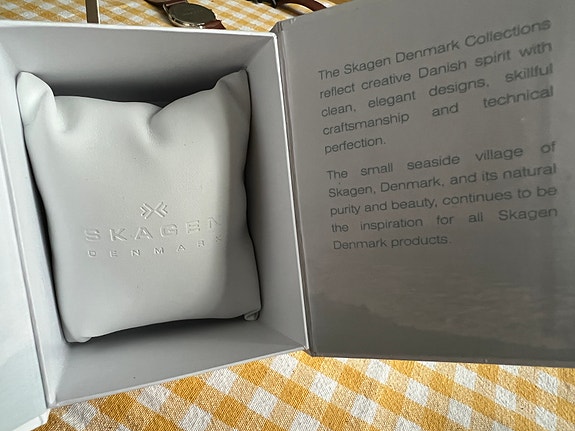 SKAGEN
DENMARK
The Skagen Denmark Collections
reflect creative Danish spirit with
clean, elegant designs, skillful
craftsmanship and technical
perfection.
The small seaside village of
Skagen, Denmark, and its natural
purity and beauty, continues to be
the inspiration for all Skagen
Denmark products.